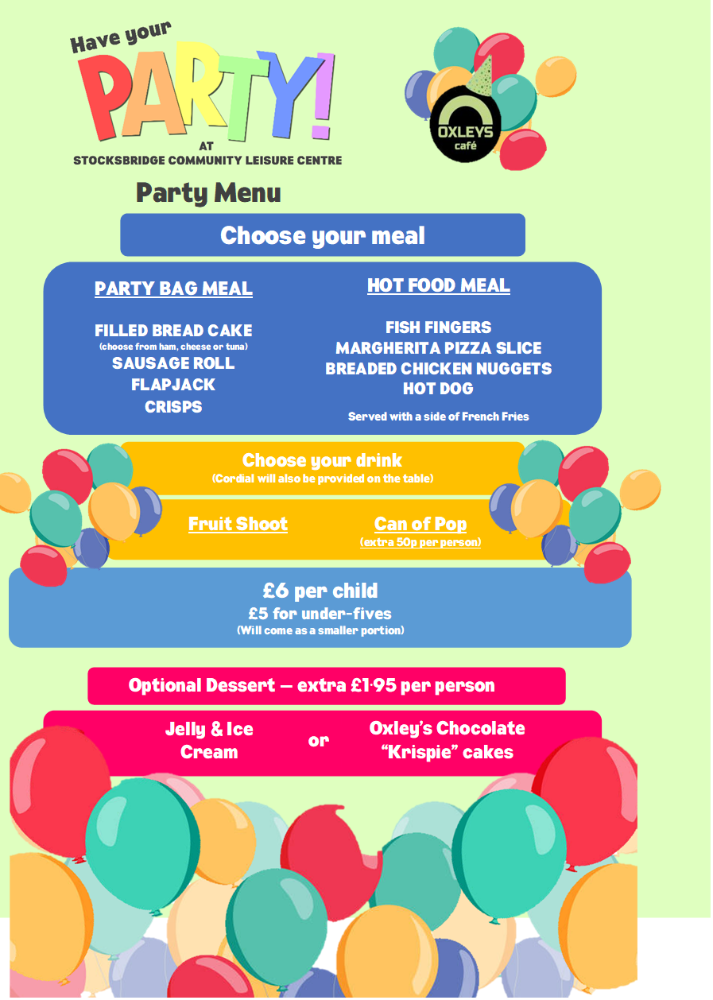 Have your
PARTY!
AT
STOCKSBRIDGE COMMUNITY LEISURE CENTRE
OXLEYS
café
Party Menu
Choose your meal
PARTY BAG MEAL
FILLED BREAD CAKE
(choose from ham, cheese or tuna)
SAUSAGE ROLL
FLAPJACK
CRISPS
HOT FOOD MEAL
FISH FINGERS
MARGHERITA PIZZA SLICE
BREADED CHICKEN NUGGETS
HOT DOG
Served with a side of French Fries
Choose your drink
(Cordial will also be provided on the table)
Fruit Shoot
Can of Pop
(extra 50p per person)
£6 per child
£5 for under-fives
(Will come as a smaller portion)
Optional Dessert – extra £1·95 per person
Jelly & Ice
Cream
or
Oxley’s Chocolate
“Krispie” cakes